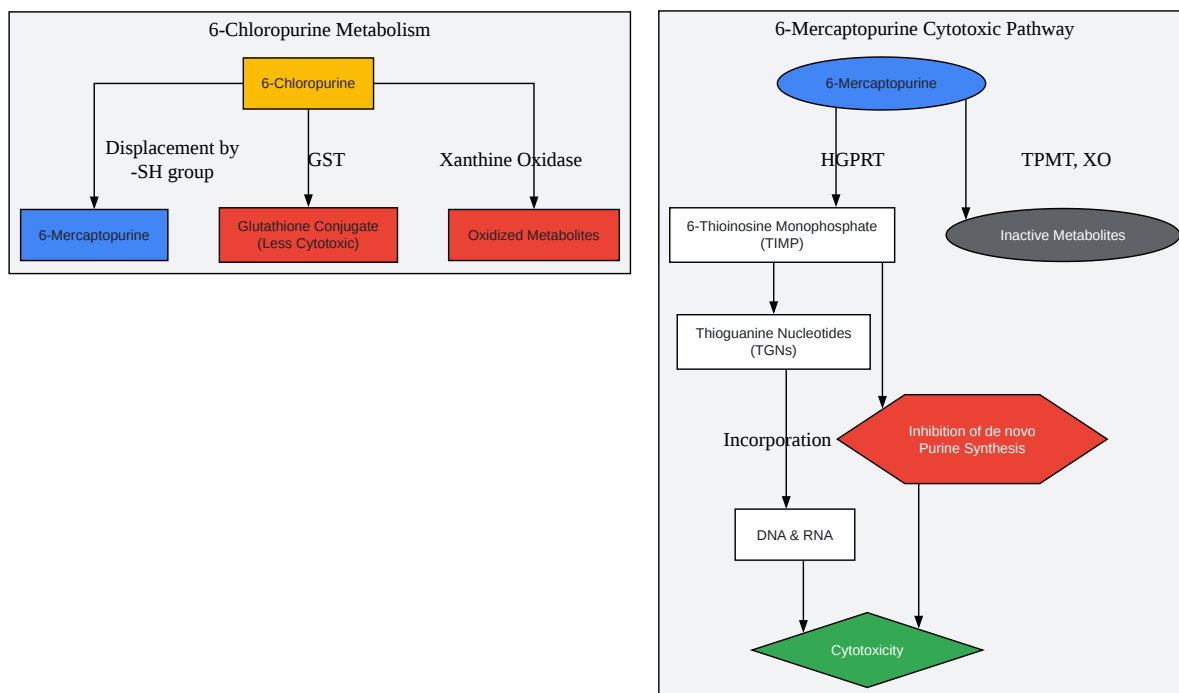 6-Chloropurine Metabolism
6-Chloropurine
Displacement by
-SH group
GST
Xanthine Oxidase
6-Mercaptopurine
Glutathione Conjugate
(Less Cytotoxic)
Oxidized Metabolites
6-Mercaptopurine Cytotoxic Pathway
6-Mercaptopurine
HGPRT
TPMT, XO
6-Thioinosine Monophosphate
(TIMP)
Inactive Metabolites
Thioguanine Nucleotides
(TGNs)
Incorporation
Inhibition of de novo
Purine Synthesis
DNA & RNA
Cytotoxicity